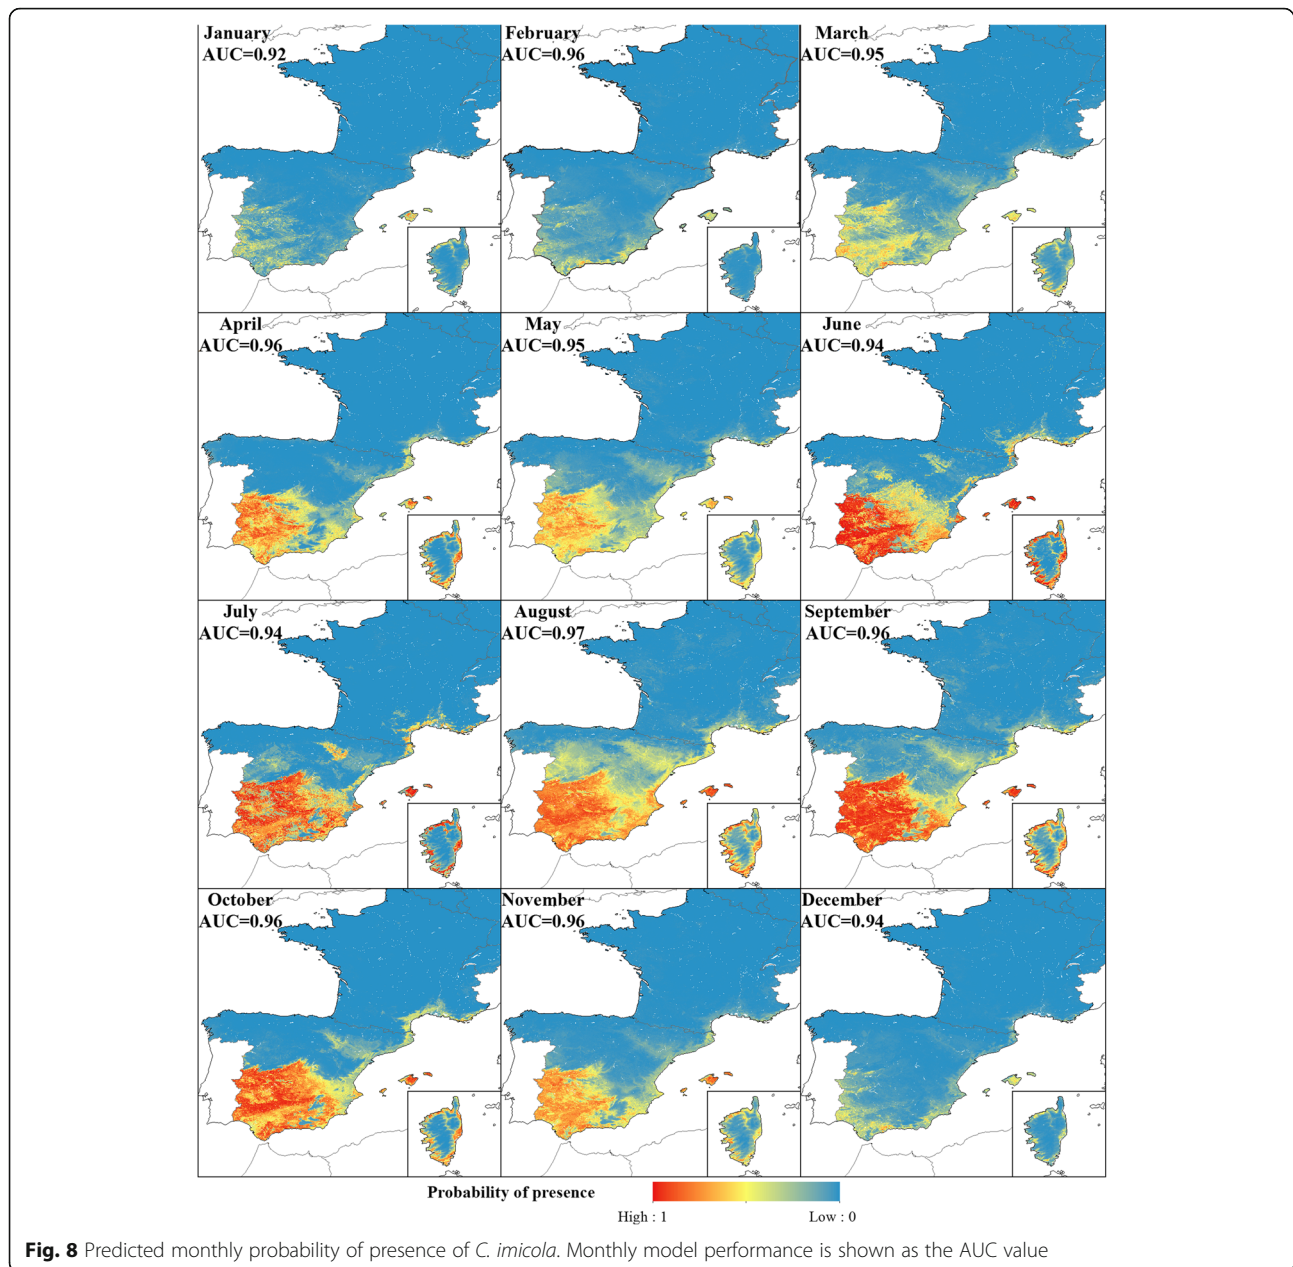 January
AUC=0.92
February
AUC=0.96
March
AUC=0.95
April
AUC=0.96
May
AUC=0.95
June
AUC=0.94
July
AUC=0.94
August
AUC=0.97
September
AUC=0.96
October
AUC=0.96
November
AUC=0.96
December
AUC=0.94
Probability of presence
High : 1 Low : 0
Fig. 8 Predicted monthly probability of presence of C. imicola. Monthly model performance is shown as the AUC value